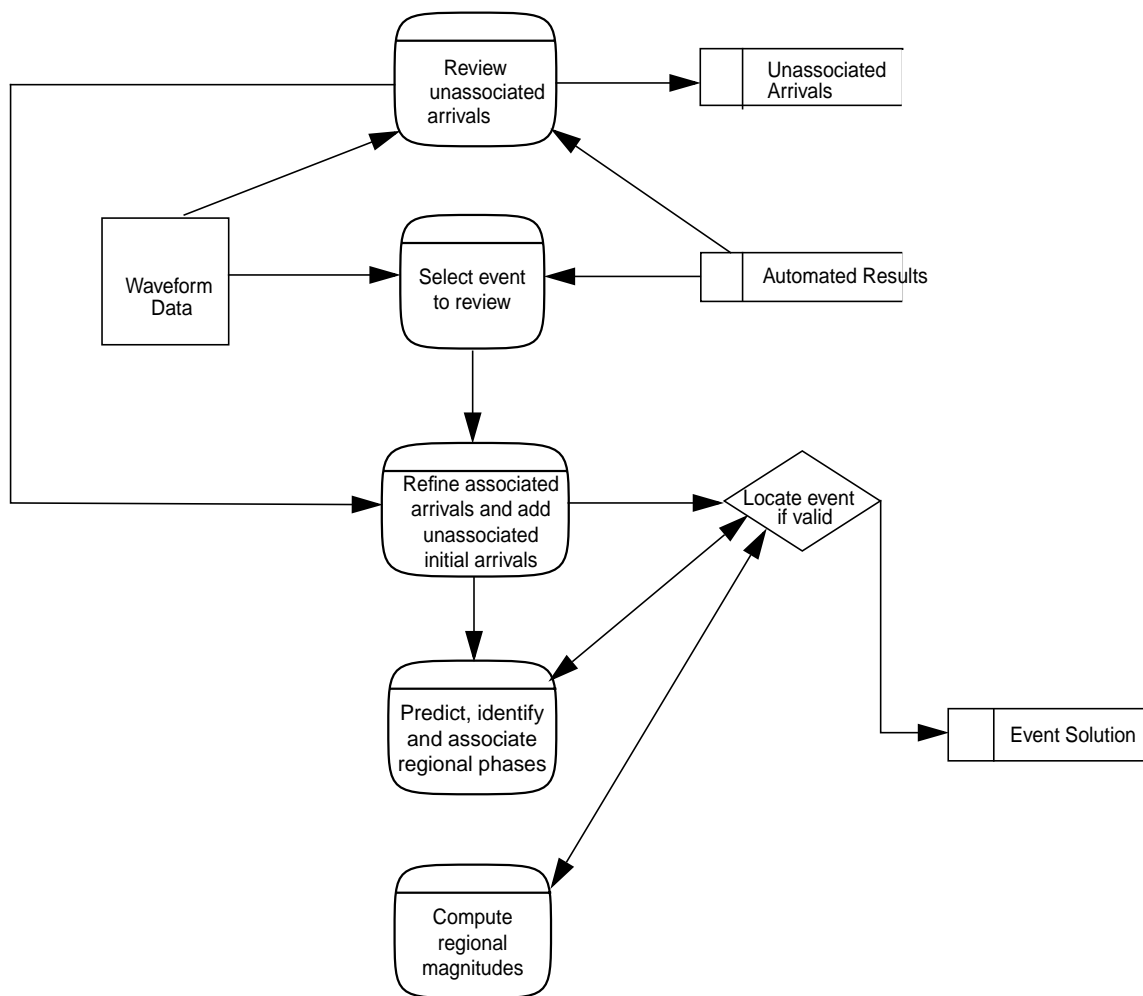 Review
unassociated
arrivals
Unassociated
Arrivals
Waveform
Data
Select event
to review
Automated Results
Refine associated
arrivals and add
unassociated
initial arrivals
Locate event
if valid
Predict, identify
and associate
regional phases
Event Solution
Compute
regional
magnitudes